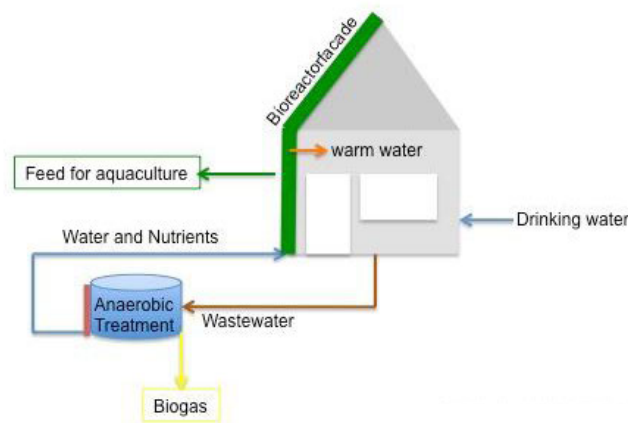 Bioreactorfacade
warm water
Feed for aquaculture
Drinking water
Water and Nutrients
Anaerobic
Treatment
Wastewater
Biogas